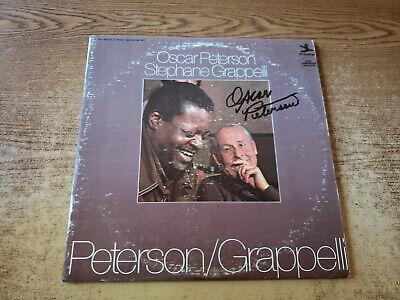 Oscar Peterson
Stephane Grappelli
Oscar
Peterson
Peterson/Grappelli